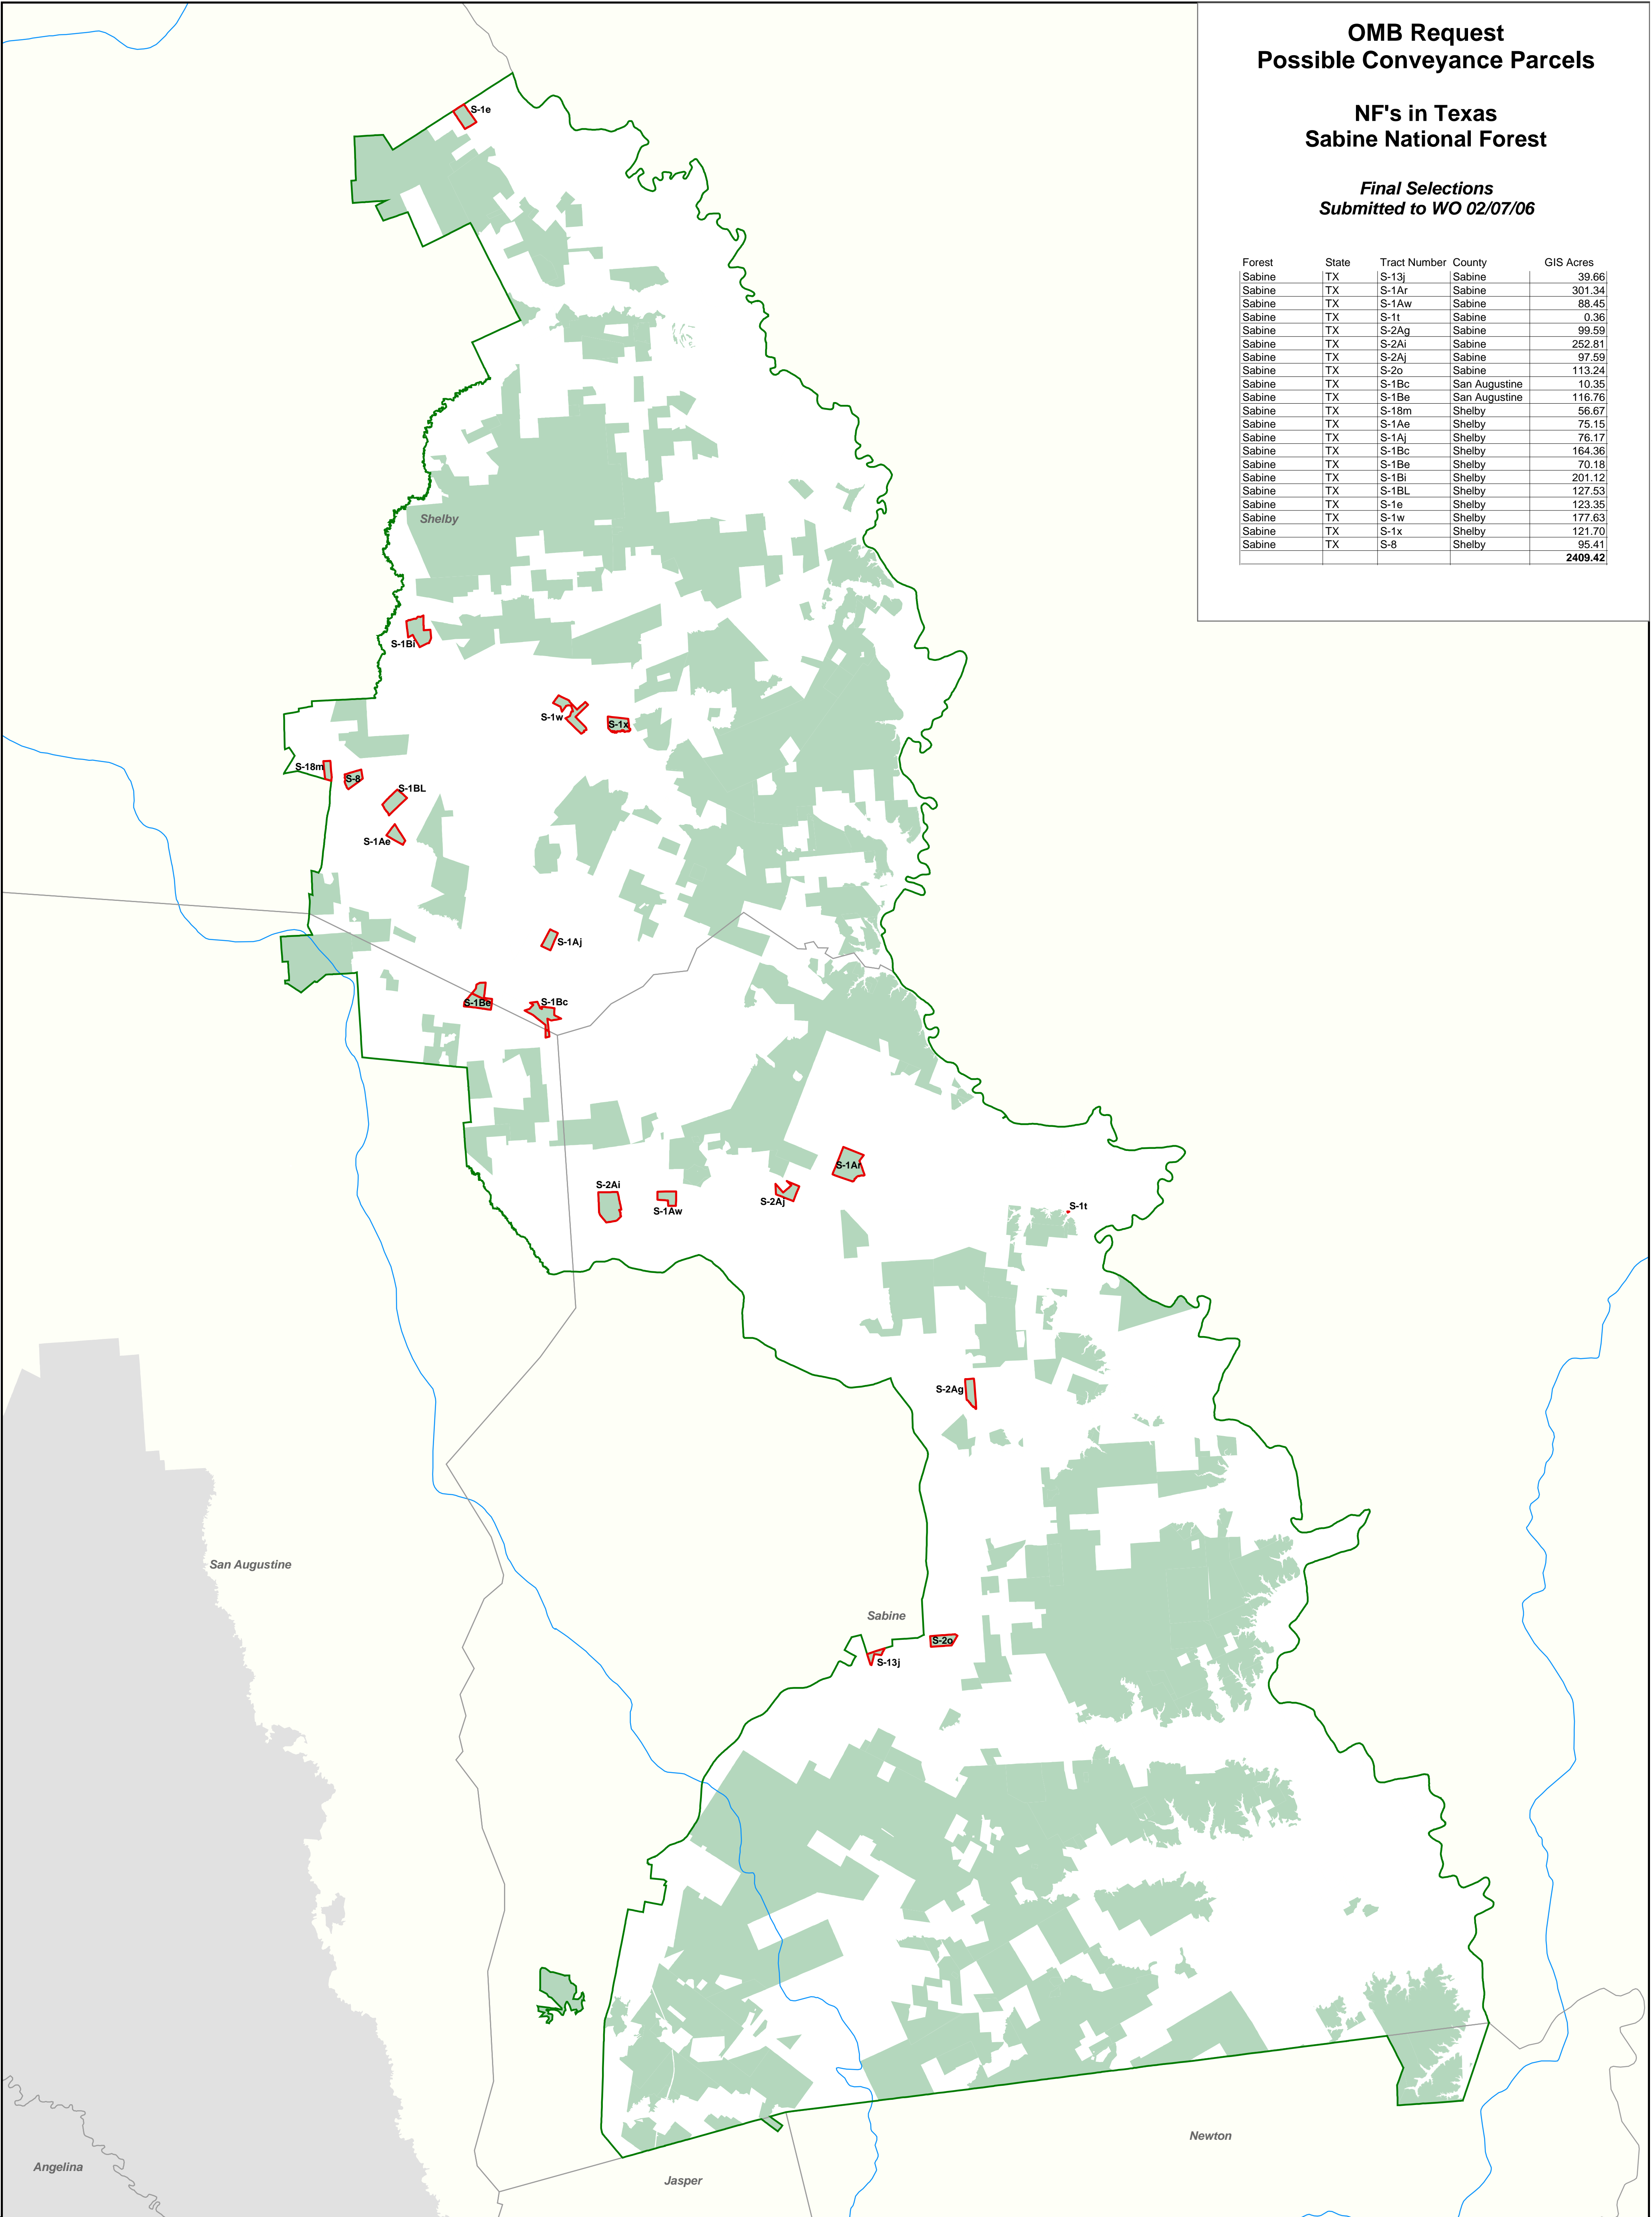 OMB Request
Possible Conveyance Parcels
NF's in Texas
Sabine National Forest
Final Selections
Submitted to WO 02/07/06
Forest State Tract Number County GIS Acres
Sabine TX S-13j Sabine 39.66
Sabine TX S-1Ar Sabine 301.34
Sabine TX S-1Aw Sabine 88.45
Sabine TX S-1t Sabine 0.36
Sabine TX S-2Ag Sabine 99.59
Sabine TX S-2Ai Sabine 252.81
Sabine TX S-2Aj Sabine 97.59
Sabine TX S-2o Sabine 113.24
Sabine TX S-1Bc San Augustine 10.35
Sabine TX S-1Be San Augustine 116.76
Sabine TX S-18m Shelby 56.67
Sabine TX S-1Ae Shelby 75.15
Sabine TX S-1Aj Shelby 76.17
Sabine TX S-1Bc Shelby 164.36
Sabine TX S-1Be Shelby 70.18
Sabine TX S-1Bi Shelby 201.12
Sabine TX S-1BL Shelby 127.53
Sabine TX S-1e Shelby 123.35
Sabine TX S-1w Shelby 177.63
Sabine TX S-1x Shelby 121.70
Sabine TX S-8 Shelby 95.41
2409.42
S-1e
Shelby
S-1Bi
S-1w
S-1x
S-18m
S-8
S-1BL
S-1Ae
S-1Aj
S-1Be
S-1Bc
S-1Ar
S-2Ai
S-1Aw
S-2Aj
S-1t
S-2Ag
San Augustine
Sabine
S-2o
S-13j
Newton
Angelina
Jasper